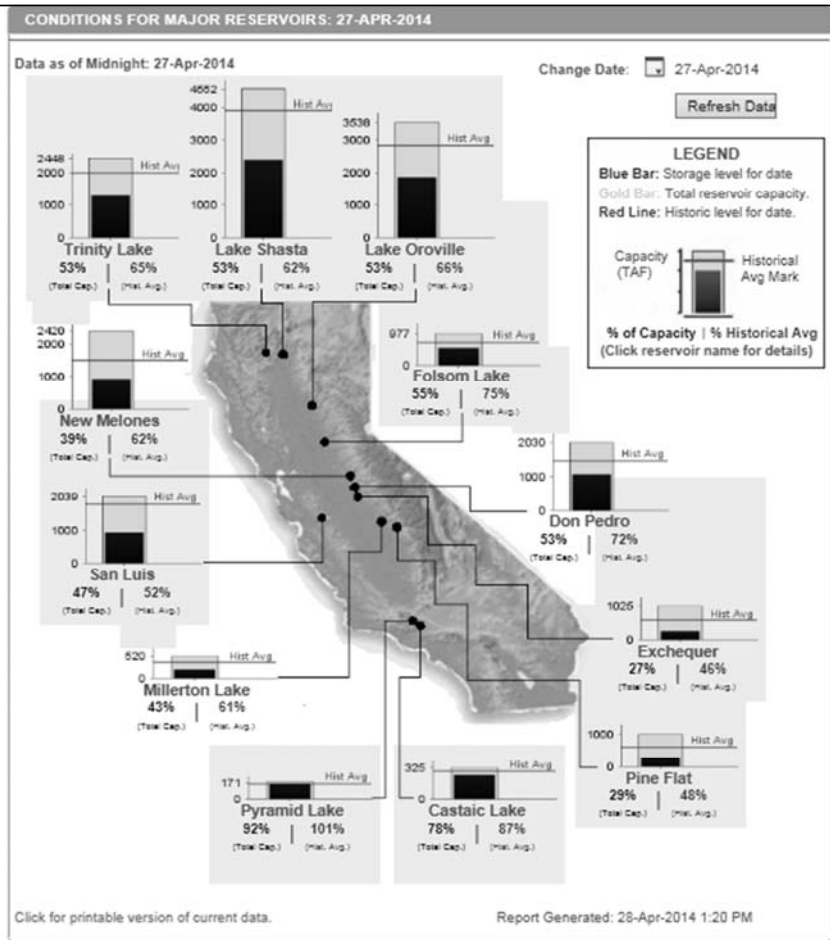 CONDITIONS FOR MAJOR RESERVOIRS: 27-APR-2014
Data as of Midnight: 27-Apr-2014
Change Date: 27-Apr-2014
Refresh Data
LEGEND
Blue Bar: Storage level for date
Gold Bar: Total reservoir capacity.
Red Line: Historic level for date.
Capacity
(TAF)
Historical
Avg Mark
% of Capacity | % Historical Avg
(Click reservoir name for details)
2448
2000
1000
0
Hist Avg
Trinity Lake
53% | 65%
(Total Cap.) (Hist. Avg.)
4552
4000
3000
2000
1000
0
Hist Avg
Lake Shasta
53% | 62%
(Total Cap.) (Hist. Avg.)
3538
3000
2000
1000
0
Hist Avg
Lake Oroville
53% | 66%
(Total Cap.) (Hist. Avg.)
977
0
Hist Avg
Folsom Lake
55% | 75%
(Total Cap.) (Hist. Avg.)
2420
2000
1000
0
Hist Avg
New Melones
39% | 62%
(Total Cap.) (Hist. Avg.)
2030
1000
0
Hist Avg
Don Pedro
53% | 72%
(Total Cap.) (Hist. Avg.)
2039
1000
0
Hist Avg
San Luis
47% | 52%
(Total Cap.) (Hist. Avg.)
1025
0
Hist Avg
Exchequer
27% | 46%
(Total Cap.) (Hist. Avg.)
520
0
Hist Avg
Millerton Lake
43% | 61%
(Total Cap.) (Hist. Avg.)
1000
0
Hist Avg
Pine Flat
29% | 48%
(Total Cap.) (Hist. Avg.)
171
0
Hist Avg
Pyramid Lake
92% | 101%
(Total Cap.) (Hist. Avg.)
325
0
Hist Avg
Castaic Lake
78% | 87%
(Total Cap.) (Hist. Avg.)
Click for printable version of current data.
Report Generated: 28-Apr-2014 1:20 PM